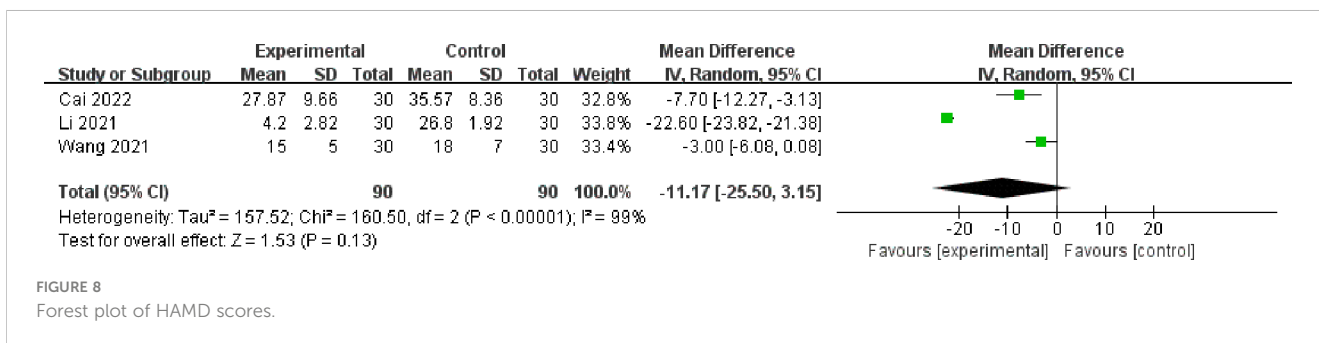 Experimental Control Mean Difference Mean Difference
Study or Subgroup Mean SD Total Mean SD Total Weight IV, Random, 95% CI IV, Random, 95% CI
Cai 2022 27.87 9.66 30 35.57 8.36 30 32.8% -7.70 [-12.27, -3.13]
Li 2021 4.2 2.82 30 26.8 1.92 30 33.8% -22.60 [-23.82, -21.38]
Wang 2021 15 5 30 18 7 30 33.4% -3.00 [-6.08, 0.08]
Total (95% CI) 90 90 100.0% -11.17 [-25.50, 3.15]
Heterogeneity: Tau² = 157.52; Chi² = 160.50, df = 2 (P < 0.00001); I² = 99%
Test for overall effect: Z = 1.53 (P = 0.13)
-20 -10 0 10 20
Favours [experimental] Favours [control]
FIGURE 8
Forest plot of HAMD scores.